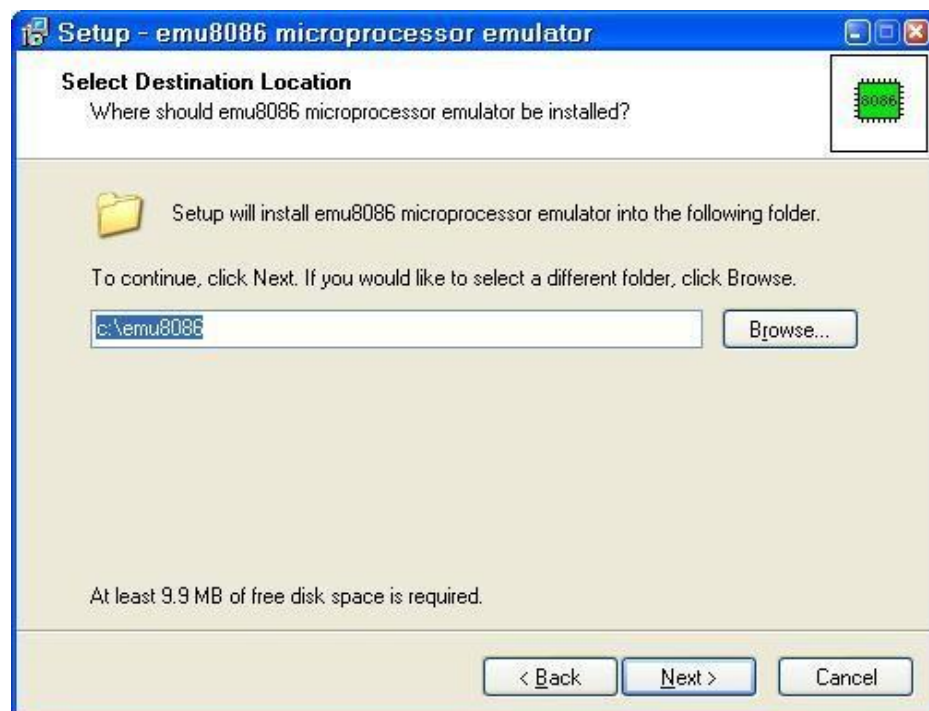 Setup - emu8086 microprocessor emulator
Select Destination Location
Where should emu8086 microprocessor emulator be installed?
8086
Setup will install emu8086 microprocessor emulator into the following folder.
To continue, click Next. If you would like to select a different folder, click Browse.
c:\emu8086
Browse...
At least 9.9 MB of free disk space is required.
< Back
Next >
Cancel